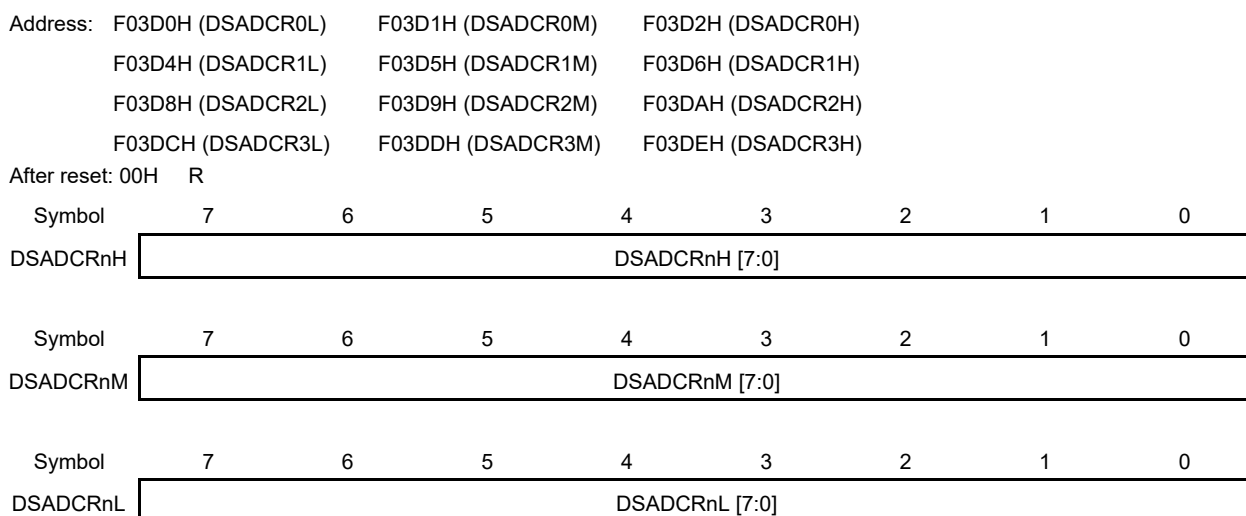 Address: F03D0H (DSADCR0L) F03D1H (DSADCR0M) F03D2H (DSADCR0H)
F03D4H (DSADCR1L) F03D5H (DSADCR1M) F03D6H (DSADCR1H)
F03D8H (DSADCR2L) F03D9H (DSADCR2M) F03DAH (DSADCR2H)
F03DCH (DSADCR3L) F03DDH (DSADCR3M) F03DEH (DSADCR3H)
After reset: 00H R
Symbol 7 6 5 4 3 2 1 0
DSADCRnH DSADCRnH [7:0]
Symbol 7 6 5 4 3 2 1 0
DSADCRnM DSADCRnM [7:0]
Symbol 7 6 5 4 3 2 1 0
DSADCRnL DSADCRnL [7:0]